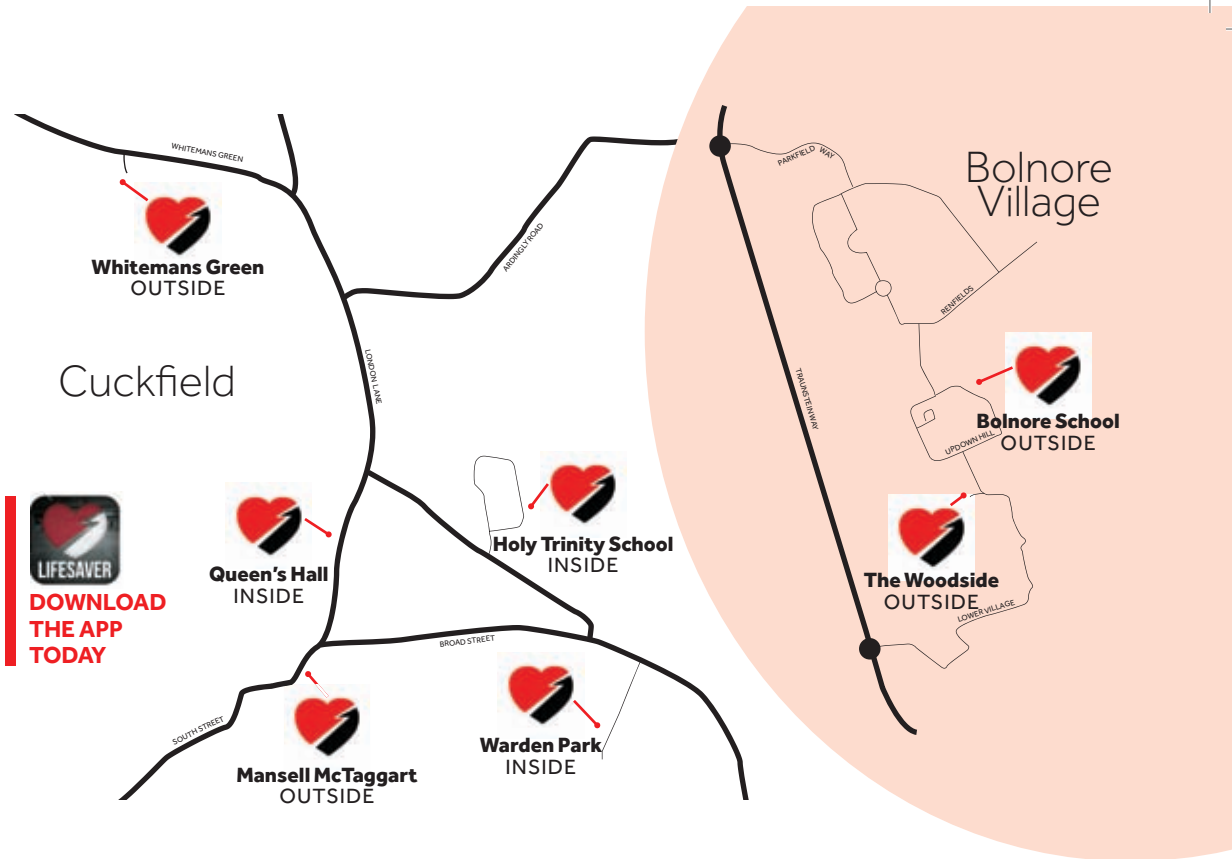 WHITEMANS GREEN
PARKFIELD WAY
Bolnore
Village
Whitemans Green
OUTSIDE
ARDINGLY ROAD
RENFIELDS
Cuckfield
LONDON LANE
TRAUNSTEIN WAY
Bolnore School
OUTSIDE
UPDOWN HILL
LIFESAVER
DOWNLOAD
THE APP
TODAY
Queen's Hall
INSIDE
Holy Trinity School
INSIDE
The Woodside
OUTSIDE
LOWER VILLAGE
BROAD STREET
SOUTH STREET
Mansell McTaggart
OUTSIDE
Warden Park
INSIDE